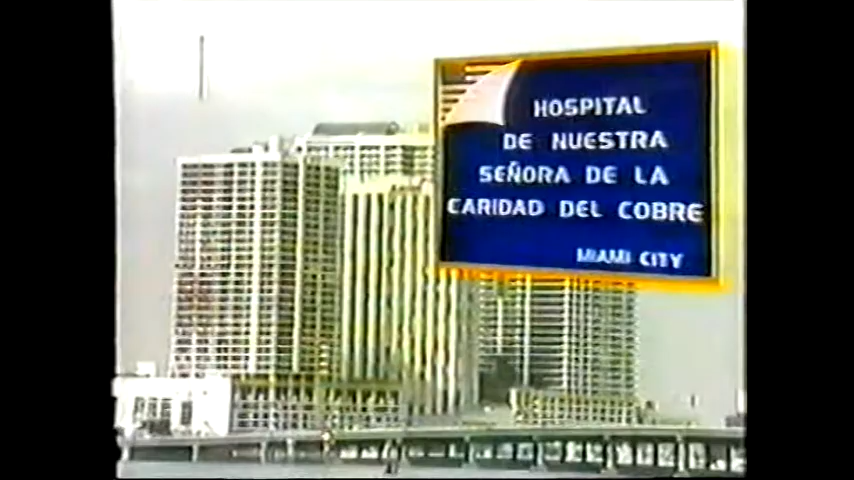 HOSPITAL
DE NUESTRA
SEÑORA DE LA
CARIDAD DEL COBRE
MIAMI CITY